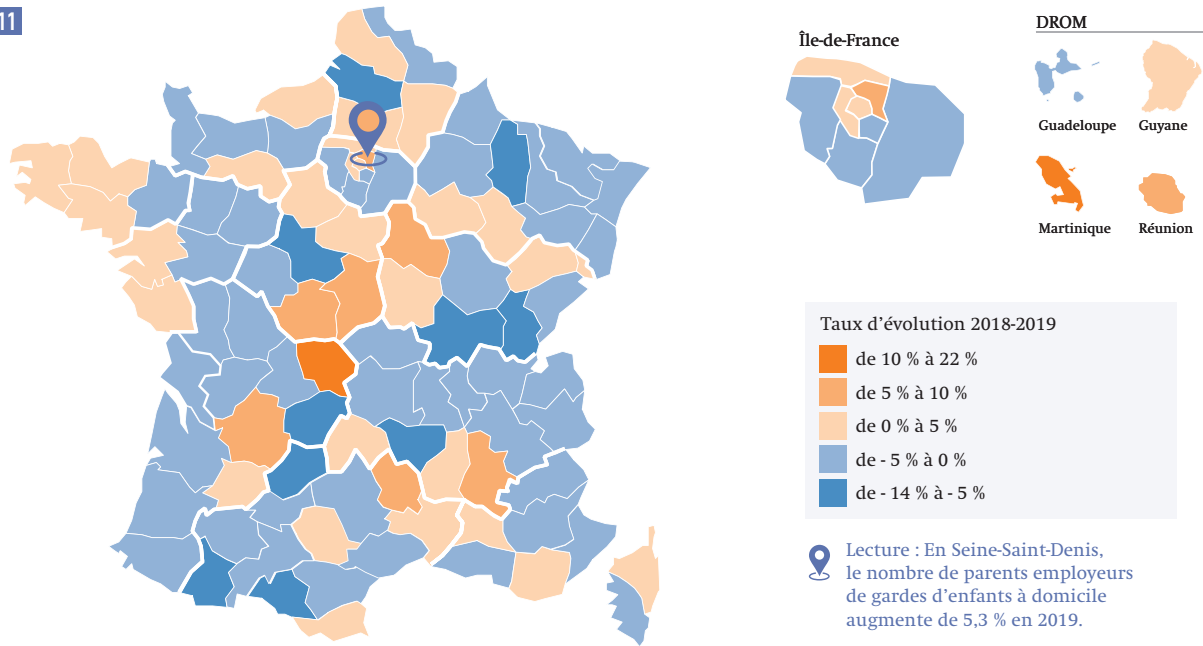 11
Île-de-France
DROM
Guadeloupe
Guyane
Martinique
Réunion
Taux d'évolution 2018-2019
de 10 % à 22 %
de 5 % à 10 %
de 0 % à 5 %
de - 5 % à 0 %
de - 14 % à - 5 %
Lecture : En Seine-Saint-Denis,
le nombre de parents employeurs
de gardes d'enfants à domicile
augmente de 5,3 % en 2019.